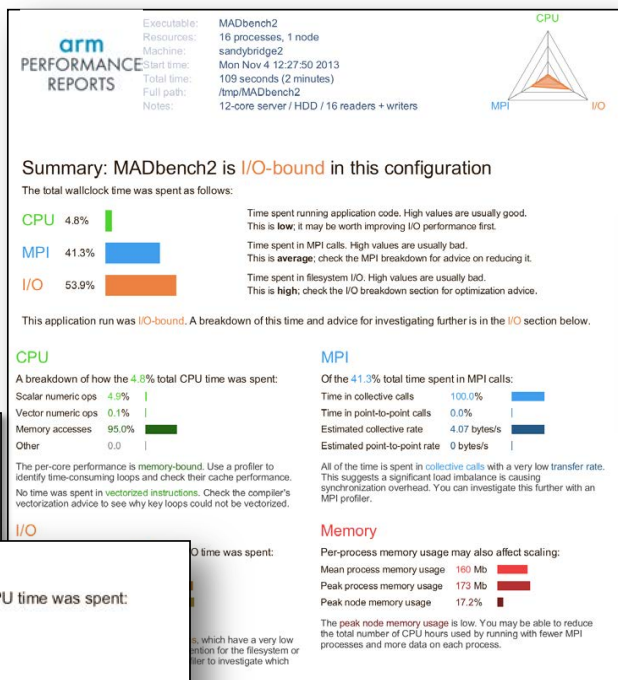 arm
PERFORMANCE
REPORTS
Executable: MADbench2
Resources: 16 processes, 1 node
Machine: sandybridge2
Start time: Mon Nov 4 12:27:50 2013
Total time: 109 seconds (2 minutes)
Full path: /tmp/MADbench2
Notes: 12-core server / HDD / 16 readers + writers
CPU
MPI
I/O
Summary: MADbench2 is I/O-bound in this configuration
The total wallclock time was spent as follows:
CPU 4.8%
Time spent running application code. High values are usually good.
This is low; it may be worth improving I/O performance first.
MPI 41.3%
Time spent in MPI calls. High values are usually bad.
This is average; check the MPI breakdown for advice on reducing it.
I/O 53.9%
Time spent in filesystem I/O. High values are usually bad.
This is high; check the I/O breakdown section for optimization advice.
This application run was I/O-bound. A breakdown of this time and advice for investigating further is in the I/O section below.
CPU
A breakdown of how the 4.8% total CPU time was spent:
Scalar numeric ops 4.9%
Vector numeric ops 0.1%
Memory accesses 95.0%
Other 0.0
The per-core performance is memory-bound. Use a profiler to
identify time-consuming loops and check their cache performance.
No time was spent in vectorized instructions. Check the compiler's
vectorization advice to see why key loops could not be vectorized.
MPI
Of the 41.3% total time spent in MPI calls:
Time in collective calls 100.0%
Time in point-to-point calls 0.0%
Estimated collective rate 4.07 bytes/s
Estimated point-to-point rate 0 bytes/s
All of the time is spent in collective calls with a very low transfer rate.
This suggests a significant load imbalance is causing
synchronization overhead. You can investigate this further with an
MPI profiler.
I/O
O time was spent:
s, which have a very low
ention for the filesystem or
filer to investigate which
PU time was spent:
Memory
Per-process memory usage may also affect scaling:
Mean process memory usage 160 Mb
Peak process memory usage 173 Mb
Peak node memory usage 17.2%
The peak node memory usage is low. You may be able to reduce
the total number of CPU hours used by running with fewer MPI
processes and more data on each process.